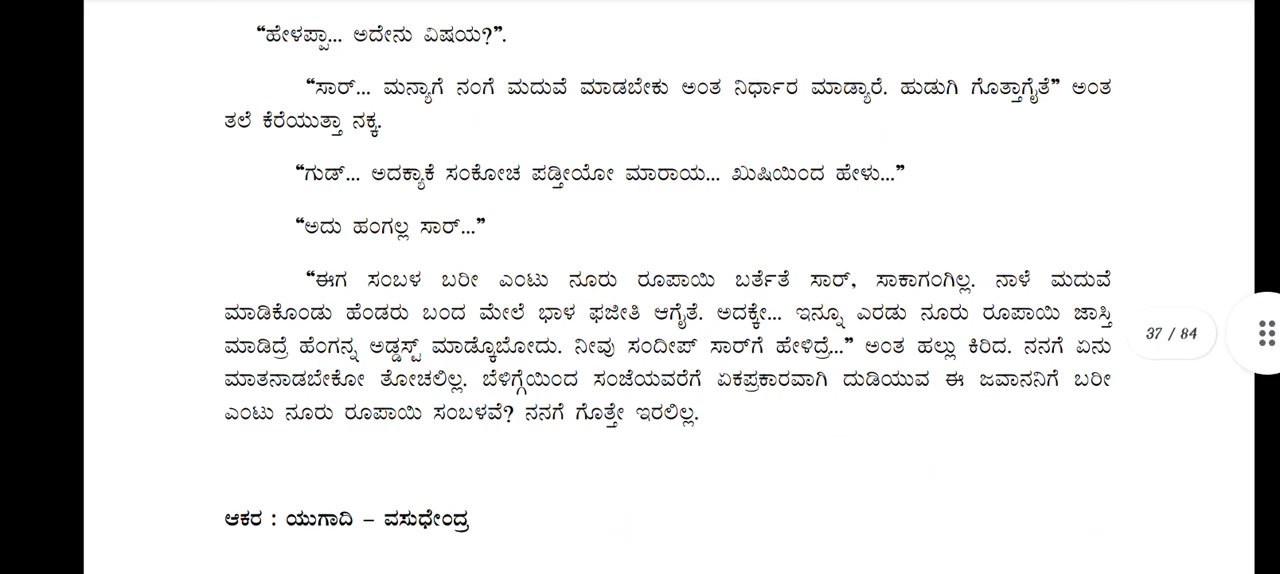 “ಹೇಳಪ್ಪಾ... ಅದೇನು ವಿಷಯ?”.
“ಸಾರ್... ಮನ್ಯಾಗೆ ನಂಗೆ ಮದುವೆ ಮಾಡಬೇಕು ಅಂತ ನಿರ್ಧಾರ ಮಾಡ್ಯಾರೆ. ಹುಡುಗಿ ಗೊತ್ತಾಗೈತೆ” ಅಂತ
ತಲೆ ಕೆರೆಯುತ್ತಾ ನಕ್ಕ.
“ಗುಡ್... ಅದಕ್ಯಾಕೆ ಸಂಕೋಚ ಪಡ್ತೀಯೋ ಮಾರಾಯ... ಖುಷಿಯಿಂದ ಹೇಳು...”
“ಅದು ಹಂಗಲ್ಲ ಸಾರ್...”
“ಈಗ ಸಂಬಳ ಬರೀ ಎಂಟು ನೂರು ರೂಪಾಯಿ ಬರ್ತೆತೆ ಸಾರ್, ಸಾಕಾಗಂಗಿಲ್ಲ. ನಾಳೆ ಮದುವೆ
ಮಾಡಿಕೊಂಡು ಹೆಂಡರು ಬಂದ ಮೇಲೆ ಭಾಳ ಫಜೀತಿ ಆಗೈತೆ. ಅದಕ್ಕೇ... ಇನ್ನೂ ಎರಡು ನೂರು ರೂಪಾಯಿ ಜಾಸ್ತಿ
ಮಾಡಿದ್ರೆ ಹೆಂಗನ್ನ ಅಡ್ಜಸ್ಟ್ ಮಾಡ್ಕೊಬೋದು. ನೀವು ಸಂದೀಪ್ ಸಾರ್‌ಗೆ ಹೇಳಿದ್ರೆ...” ಅಂತ ಹಲ್ಲು ಕಿರಿದ. ನನಗೆ ಏನು
ಮಾತನಾಡಬೇಕೋ ತೋಚಲಿಲ್ಲ. ಬೆಳಿಗ್ಗೆಯಿಂದ ಸಂಜೆಯವರೆಗೆ ಏಕಪ್ರಕಾರವಾಗಿ ದುಡಿಯುವ ಈ ಜವಾನನಿಗೆ ಬರೀ
ಎಂಟು ನೂರು ರೂಪಾಯಿ ಸಂಬಳವೆ? ನನಗೆ ಗೊತ್ತೇ ಇರಲಿಲ್ಲ.
37 / 84
ಆಕರ : ಯುಗಾದಿ – ವಸುಧೇಂದ್ರ